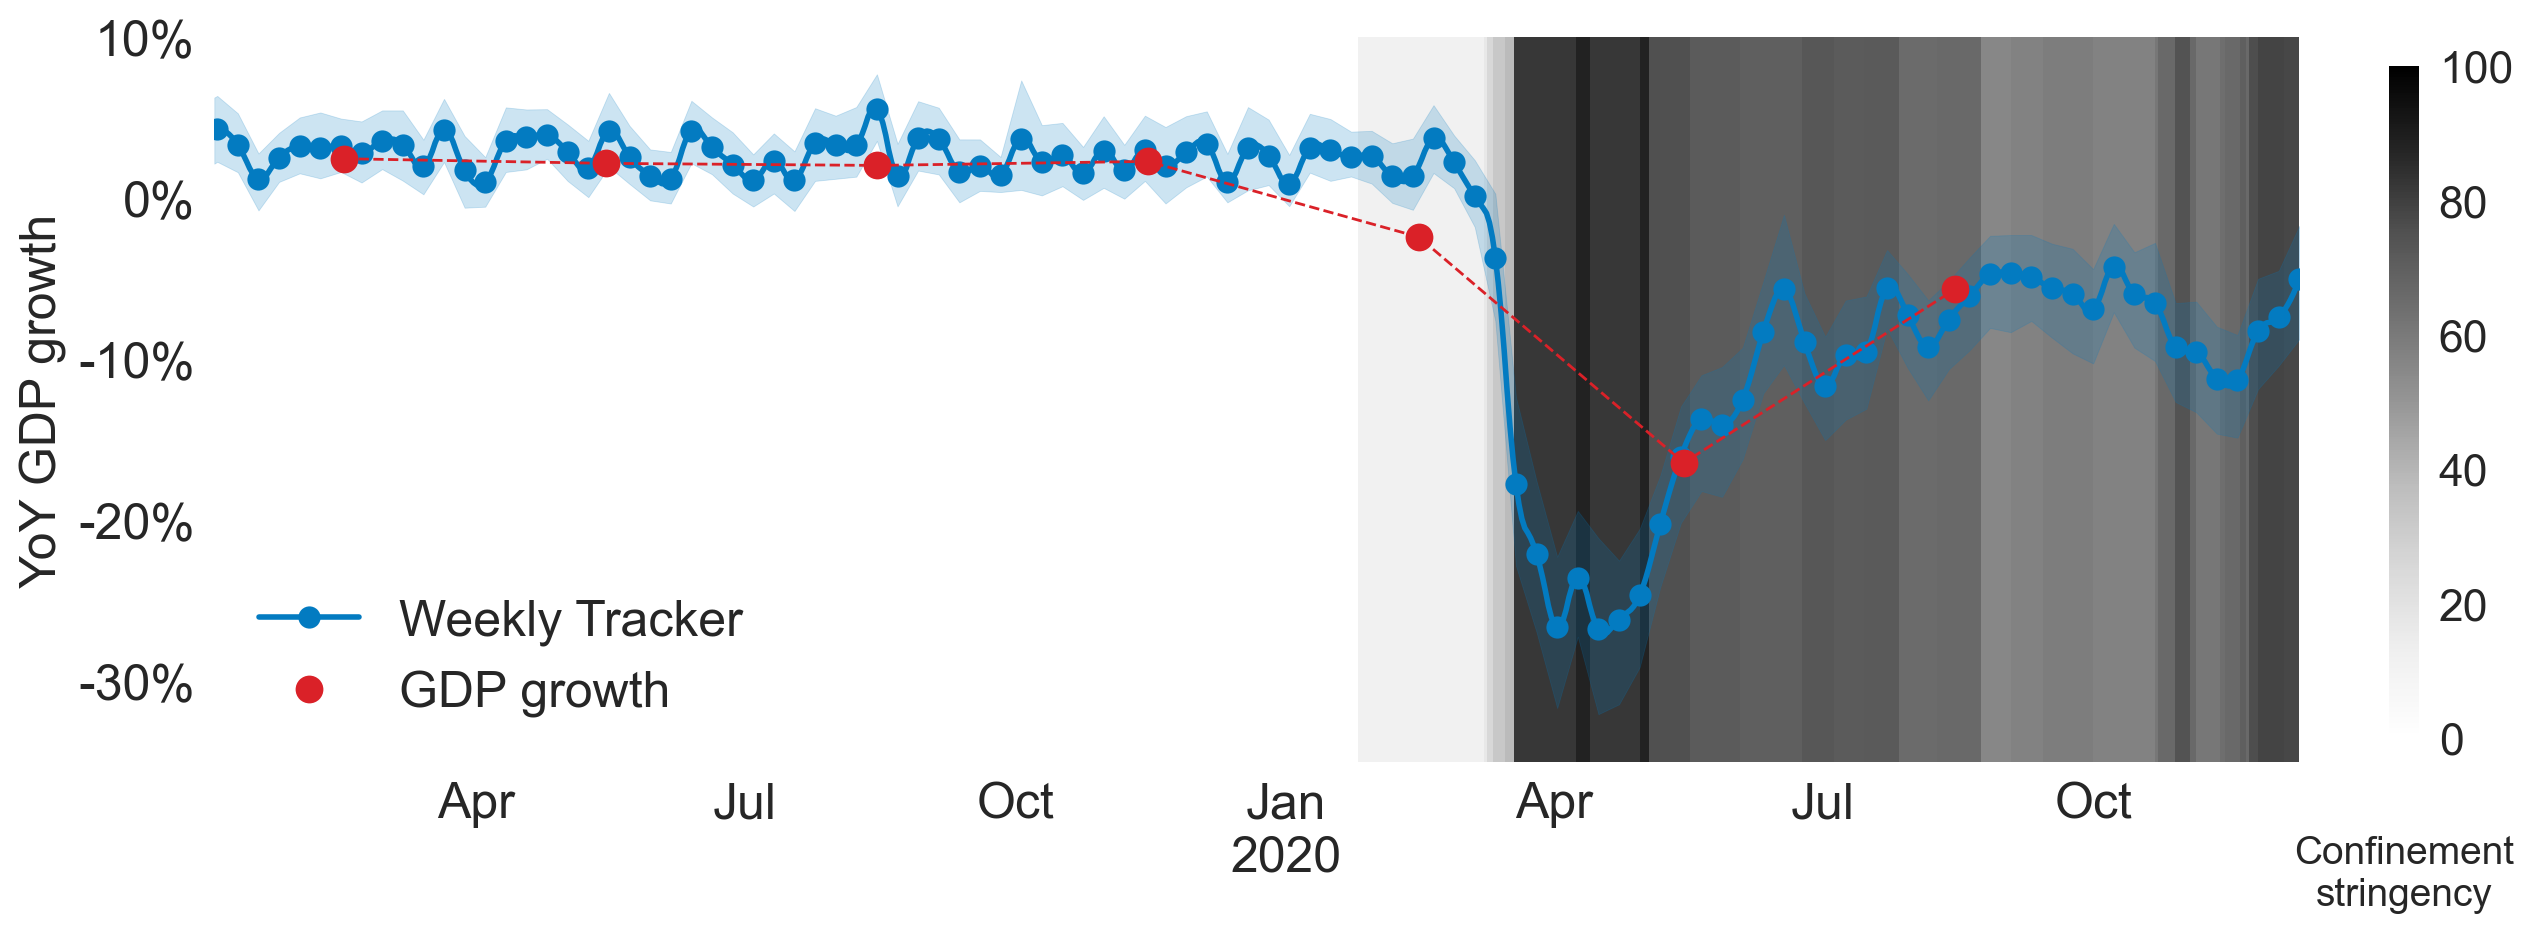 10%
0%
-10%
-20%
-30%
YoY GDP growth
Weekly Tracker
GDP growth
Apr
Jul
Oct
Jan
2020
Apr
Jul
Oct
100
80
60
40
20
0
Confinement
stringency